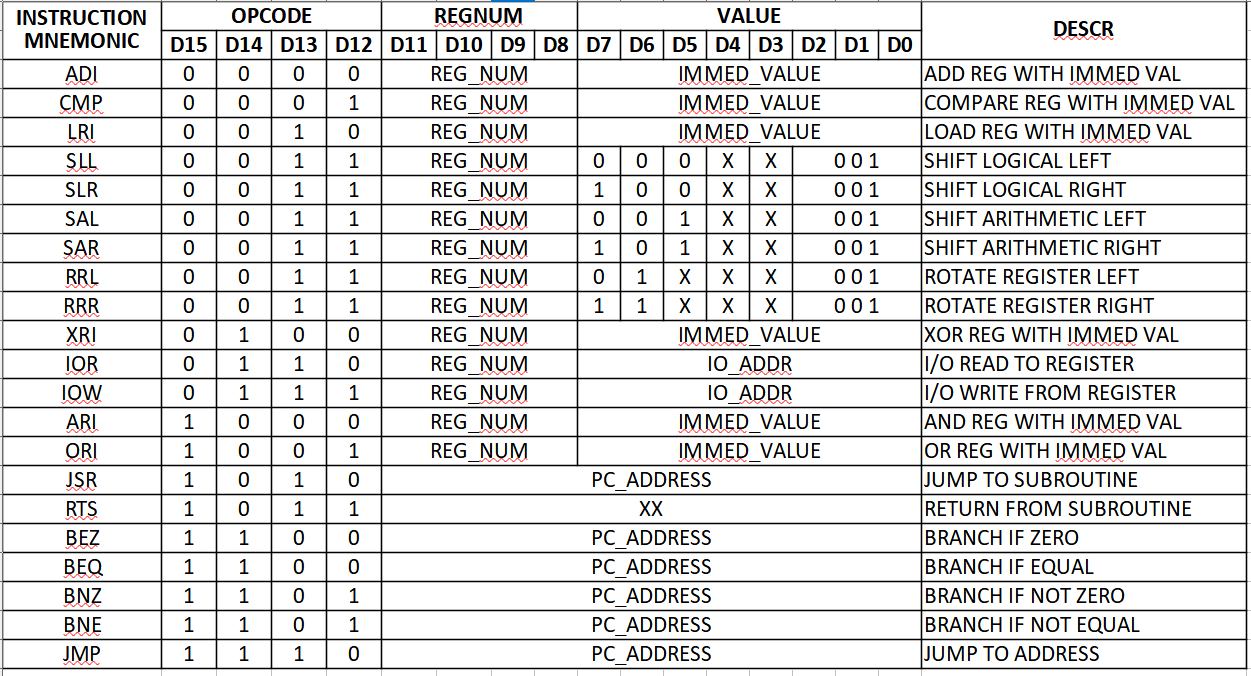 INSTRUCTION MNEMONIC OPCODE REGNUM VALUE DESCR
D15 D14 D13 D12 D11 D10 D9 D8 D7 D6 D5 D4 D3 D2 D1 D0
ADI 0 0 0 0 REG_NUM IMMED_VALUE ADD REG WITH IMMED VAL
CMP 0 0 0 1 REG_NUM IMMED_VALUE COMPARE REG WITH IMMED VAL
LRI 0 0 1 0 REG_NUM IMMED_VALUE LOAD REG WITH IMMED VAL
SLL 0 0 1 1 REG_NUM 0 0 0 X X 0 0 1 SHIFT LOGICAL LEFT
SLR 0 0 1 1 REG_NUM 1 0 0 X X 0 0 1 SHIFT LOGICAL RIGHT
SAL 0 0 1 1 REG_NUM 0 0 1 X X 0 0 1 SHIFT ARITHMETIC LEFT
SAR 0 0 1 1 REG_NUM 1 0 1 X X 0 0 1 SHIFT ARITHMETIC RIGHT
RRL 0 0 1 1 REG_NUM 0 1 X X X 0 0 1 ROTATE REGISTER LEFT
RRR 0 0 1 1 REG_NUM 1 1 X X X 0 0 1 ROTATE REGISTER RIGHT
XRI 0 1 0 0 REG_NUM IMMED_VALUE XOR REG WITH IMMED VAL
IOR 0 1 1 0 REG_NUM IO_ADDR I/O READ TO REGISTER
IOW 0 1 1 1 REG_NUM IO_ADDR I/O WRITE FROM REGISTER
ARI 1 0 0 0 REG_NUM IMMED_VALUE AND REG WITH IMMED VAL
ORI 1 0 0 1 REG_NUM IMMED_VALUE OR REG WITH IMMED VAL
JSR 1 0 1 0 PC_ADDRESS JUMP TO SUBROUTINE
RTS 1 0 1 1 XX RETURN FROM SUBROUTINE
BEZ 1 1 0 0 PC_ADDRESS BRANCH IF ZERO
BEQ 1 1 0 0 PC_ADDRESS BRANCH IF EQUAL
BNZ 1 1 0 1 PC_ADDRESS BRANCH IF NOT ZERO
BNE 1 1 0 1 PC_ADDRESS BRANCH IF NOT EQUAL
JMP 1 1 1 0 PC_ADDRESS JUMP TO ADDRESS